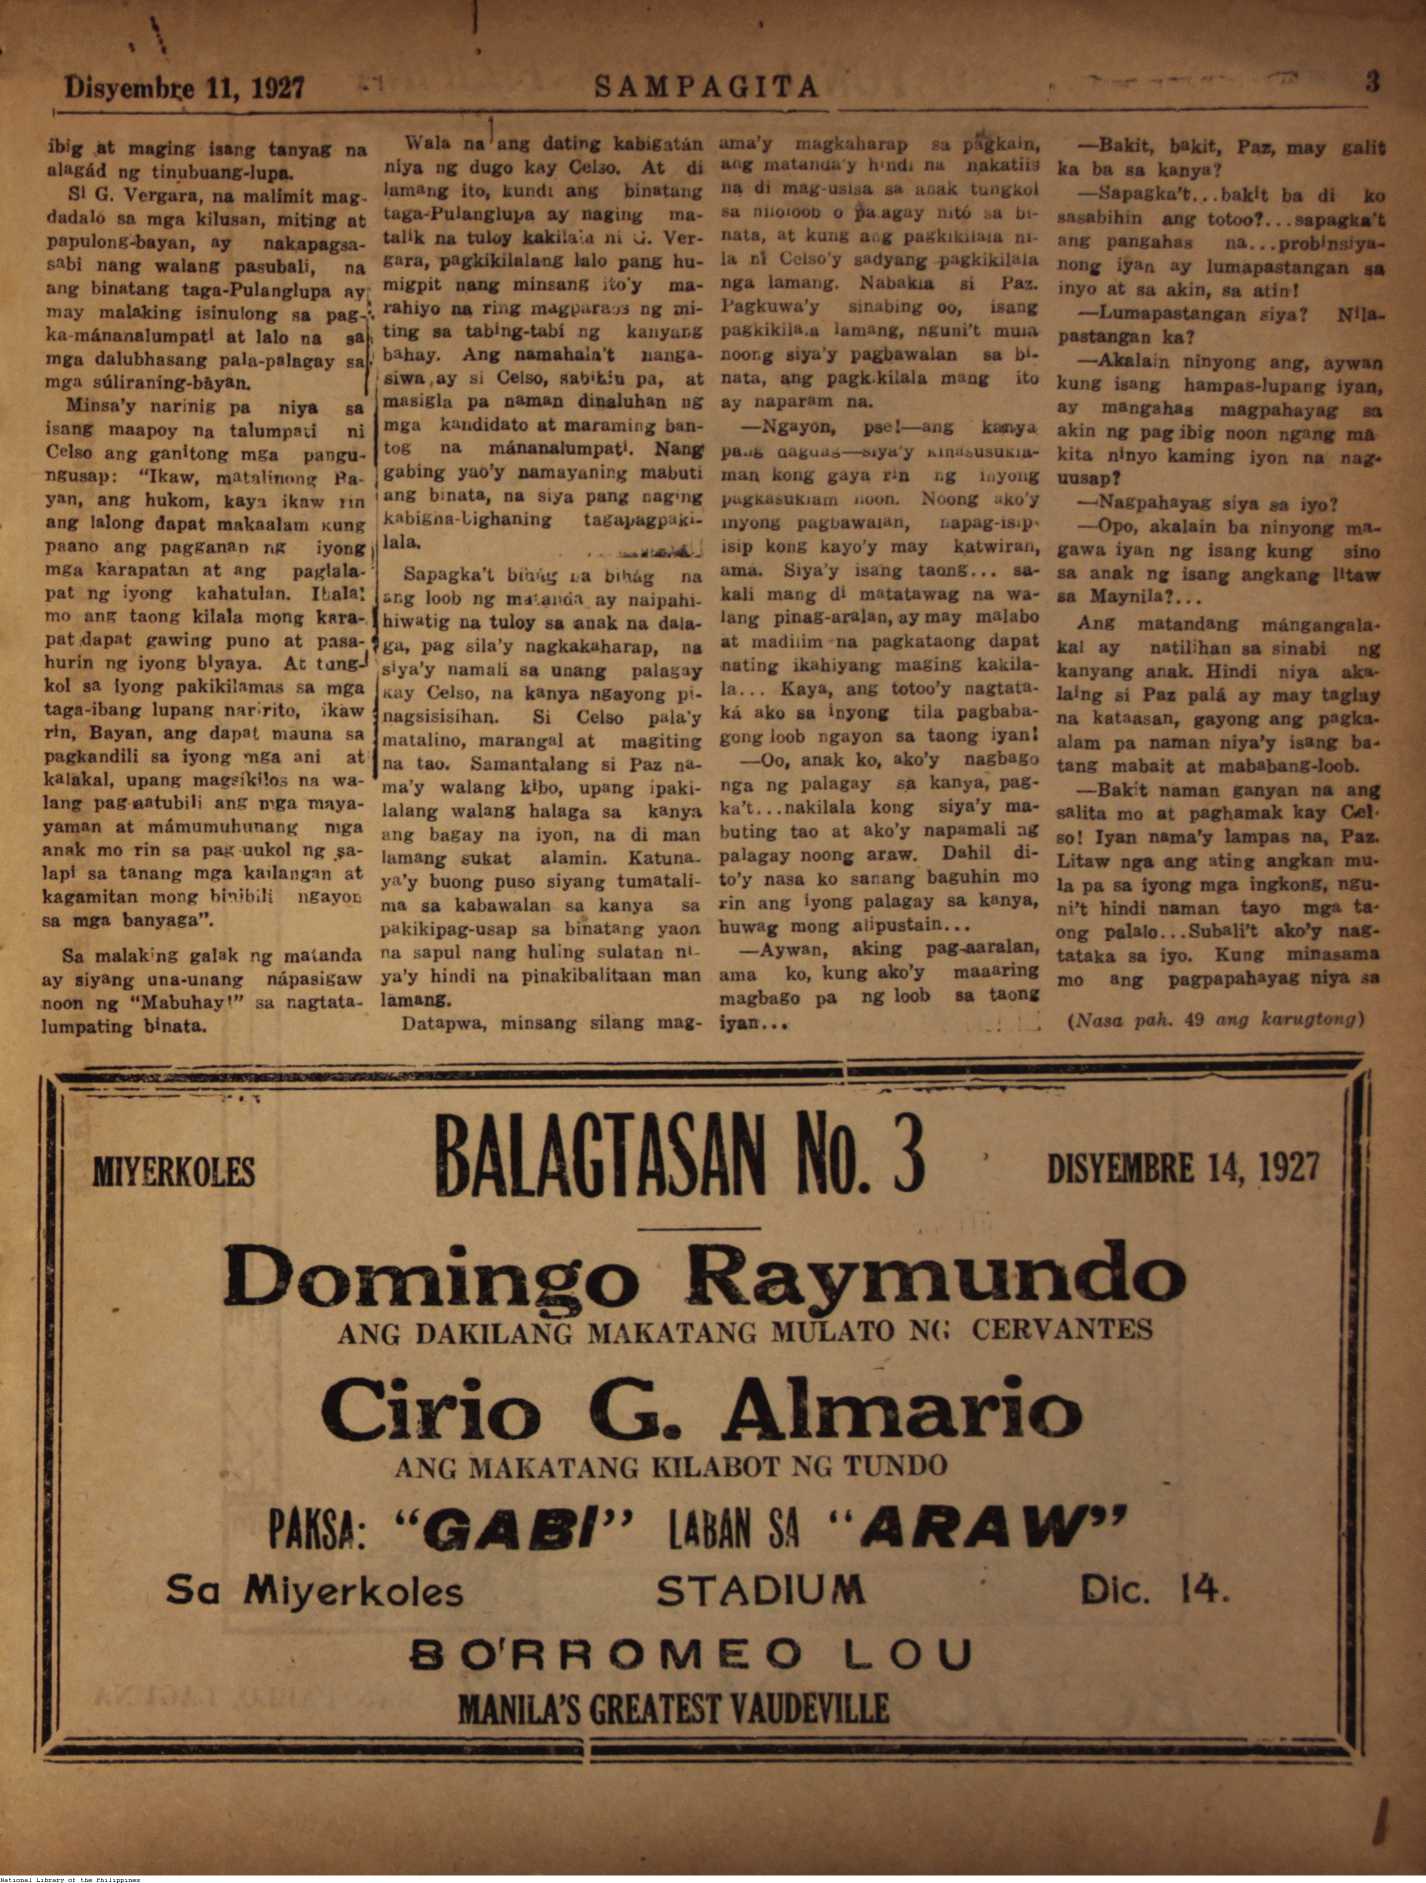 Disyembre 11, 1927
SAMPAGITA
3
ibig at maging isang tanyag na
alagád ng tinubuang-lupa.
Si G. Vergara, na malimit mag-
dadaló sa mga kilusan, miting at
papulong-bayan, ay nakapagsa-
sabi nang walang pasubali, na
ang binatang taga-Pulanglupa ay
may malaking isinulong sa pag-
ka-mánanalumpati at lalo na sa
mga dalubhasang pala-palagay sa
mga súliraning-bayan.
Minsa'y narinig pa niya sa
isang maapoy na talumpati ni
Celso ang ganitong mga pangu-
ngusap: "Ikaw, matalinong Ba-
yan, ang hukom, kaya ikaw rin
ang lalong dapat makaalam kung
paano ang pagganan ng iyong
mga karapatan at ang paglala-
pat ng iyong kahatulan. Ihalal
mo ang taong kilala mong kara-
pat dapat gawing puno at pasa-
hurin ng iyong biyaya. At tung-
kol sa iyong pakikilamas sa mga
taga-ibang lupang naririto, ikaw
rin, Bayan, ang dapat mauna sa
pagkandili sa iyong mga ani at
kalakal, upang magsikilos na wa-
lang pag-aatubili ang mga maya-
yaman at mámumuhunang mga
anak mo rin sa pag-uukol ng sa-
lapi sa tanang mga kailangan at
kagamitan mong binibili ngayon
sa mga banyaga".
Sa malaking galak ng matanda
ay siyang una-unang nápasigaw
noon ng "Mabuhay!" sa nagtata-
lumpating binata.
Wala na ang dating kabigatán
niya ng dugo kay Celso. At di
lamang ito, kundi ang binatang
taga-Pulanglupa ay naging ma-
talik na tuloy kakilala ni G. Ver-
gara, pagkikilalang lalo pang hu-
migpit nang minsang ito'y ma-
rahiyo na ring magparaos ng mi-
ting sa tabing-tabi ng kanyang
bahay. Ang namahala't nanga-
siwa ay si Celso, sabihin pa, at
masigla pa naman dinaluhan ng
mga kandidato at maraming ban-
tog na mánanalumpati. Nang
gabing yao'y namayaning mabuti
ang binata, na siya pang naging
kabigha-bighaning tagapagpaki-
lala.
Sapagka't bihág na bihág na
ang loob ng matanda ay naipahi-
hiwatig na tuloy sa anak na dala-
ga, pag sila'y nagkakaharap, na
siya'y namali sa unang palagay
kay Celso, na kanya ngayong pi-
nagsisisihan. Si Celso pala'y
matalino, marangal at magiting
na tao. Samantalang si Paz na-
ma'y walang kibo, upang ipaki-
lalang walang halaga sa kanya
ang bagay na iyon, na di man
lamang sukat alamin. Katuna-
ya'y buong puso siyang tumatali-
ma sa kabawalan sa kanya sa
pakikipag-usap sa binatang yaon
na sapul nang huling sulatan ni-
ya'y hindi na pinakibalitaan man
lamang.
Datapwa, minsang silang mag-
ama'y magkaharap sa pagkain,
ang matanda'y hindi na nakatiis
na di mag-usisa sa anak tungkol
sa niloloob o palagay nitó sa bi-
nata, at kung ang pagkikilala ni-
la ni Celso'y sadyang pagkikilala
nga lamang. Nabakla si Paz.
Pagkuwa'y sinabing oo, isang
pagkikilala lamang, nguni't mula
noong siya'y pagbawalan sa bi-
nata, ang pagkikilala mang ito
ay naparam na.
—Ngayon, pse!—ang kanya
pang dagdag—siya'y kinasusukla-
man kong gaya rin ng inyong
pagkasuklam noon. Noong ako'y
inyong pagbawalan, napag-isip-
isip kong kayo'y may katwiran,
ama. Siya'y isang taong... sa-
kali mang di matatawag na wa-
lang pinag-aralan, ay may malabo
at madilim na pagkataong dapat
nating ikahiyang maging kakila-
la... Kaya, ang totoo'y nagtata-
ká ako sa inyong tila pagbaba-
gong loob ngayon sa taong iyan!
—Oo, anak ko, ako'y nagbago
nga ng palagay sa kanya, pag-
ka't...nakilala kong siya'y ma-
buting tao at ako'y napamali ng
palagay noong araw. Dahil di-
to'y nasa ko sanang baguhin mo
rin ang iyong palagay sa kanya,
huwag mong alipustain...
—Aywan, aking pag-aaralan,
ama ko, kung ako'y maaaring
magbago pa ng loob sa taong
iyan...
—Bakit, bakit, Paz, may galit
ka ba sa kanya?
—Sapagka't...bakit ba di ko
sasabihin ang totoo?...sapagka't
ang pangahas na...probinsiya-
nong iyan ay lumapastangan sa
inyo at sa akin, sa atin!
—Lumapastangan siya? Nila-
pastangan ka?
—Akalain ninyong ang, aywan
kung isang hampas-lupang iyan,
ay mangahas magpahayag sa
akin ng pag ibig noon ngang má
kita ninyo kaming iyon na nag-
uusap?
—Nagpahayag siya sa iyo?
—Opo, akalain ba ninyong ma-
gawa iyan ng isang kung sino
sa anak ng isang angkang litaw
sa Maynila?...
Ang matandang mángangala-
kal ay natilihan sa sinabi ng
kanyang anak. Hindi niya aka-
laing si Paz palá ay may taglay
na kataasan, gayong ang pagka-
alam pa naman niya'y isang ba-
tang mabait at mababang-loob.
—Bakit naman ganyan na ang
salita mo at paghamak kay Cel-
so! Iyan nama'y lampas na, Paz.
Litaw nga ang ating angkan mu-
la pa sa iyong mga ingkong, ngu-
ni't hindi naman tayo mga ta-
ong palalo...Subali't ako'y nag-
tataka sa iyo. Kung minasama
mo ang pagpapahayag niya sa
(Nasa pah. 49 ang karugtong)
MIYERKOLES
BALAGTASAN No. 3
DISYEMBRE 14, 1927
Domingo Raymundo
ANG DAKILANG MAKATANG MULATO NG CERVANTES
Cirio G. Almario
ANG MAKATANG KILABOT NG TUNDO
PAKSA: "GABI" LABAN SA "ARAW"
Sa Miyerkoles STADIUM Dic. 14.
BORROMEO LOU
MANILA'S GREATEST VAUDEVILLE
National Library of the Philippines